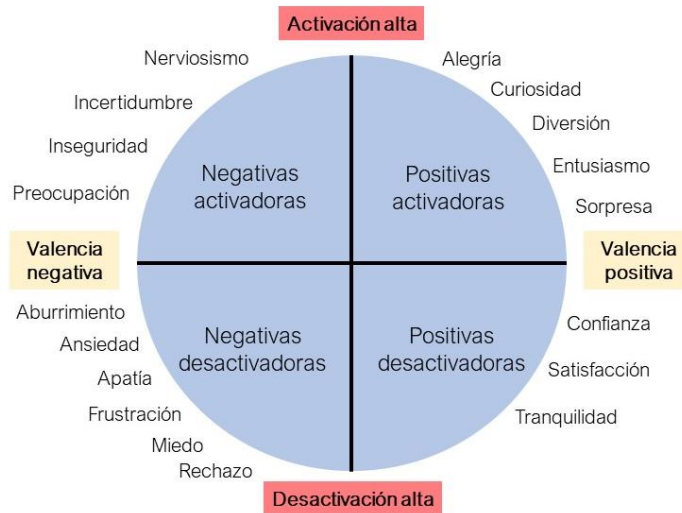 Activación alta
Nerviosismo
Alegría
Incertidumbre
Curiosidad
Inseguridad
Diversión
Preocupación
Entusiasmo
Sorpresa
Negativas
activadoras
Positivas
activadoras
Valencia
negativa
Valencia
positiva
Aburrimiento
Ansiedad
Apatía
Frustración
Miedo
Rechazo
Negativas
desactivadoras
Positivas
desactivadoras
Confianza
Satisfacción
Tranquilidad
Desactivación alta